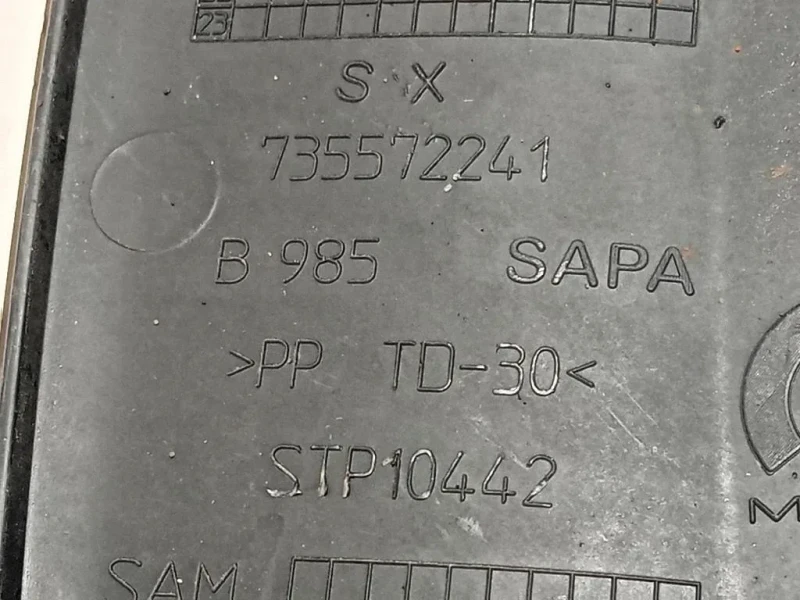 23
S X
735572241
B 985 SAPA
>PP TD-30<
STP10442
SAM